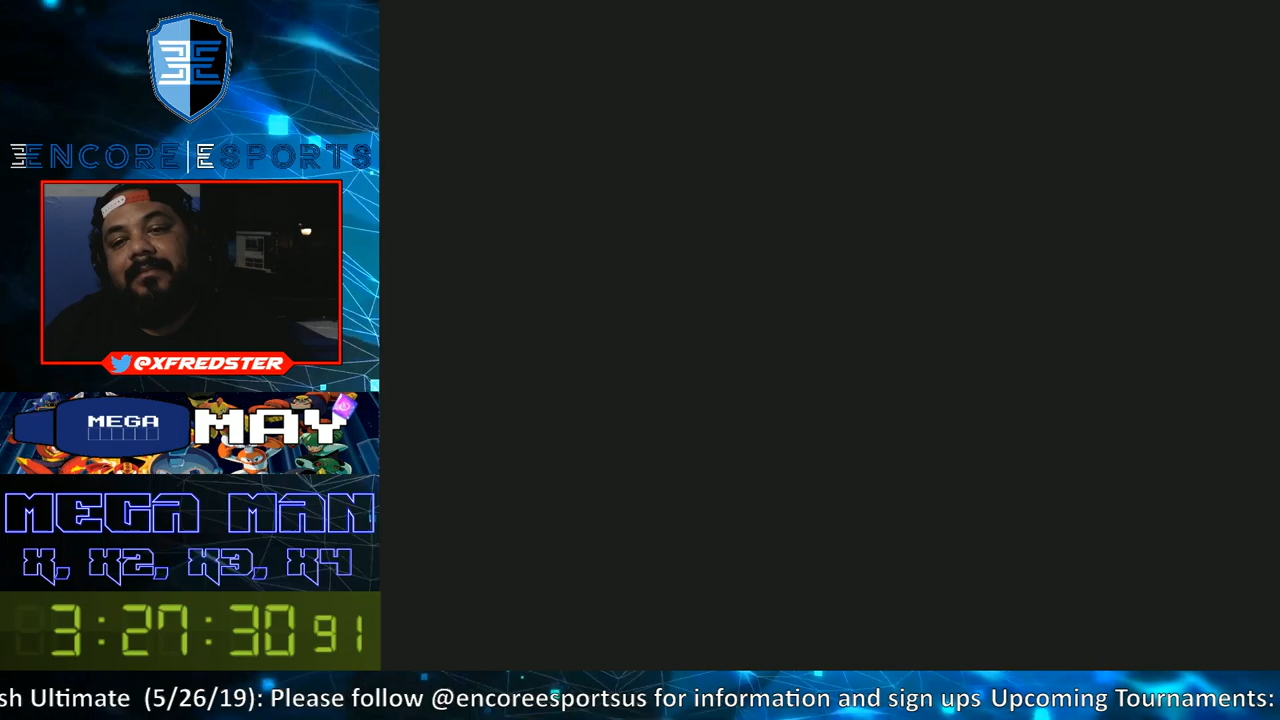 ENCORE|ESPORTS
@XFREDSTER
MEGA
MAY
MEGA MAN
X, X2, X3, X4
3:27:30 91
sh Ultimate (5/26/19): Please follow @encoreesportsus for information and sign ups Upcoming Tournaments: